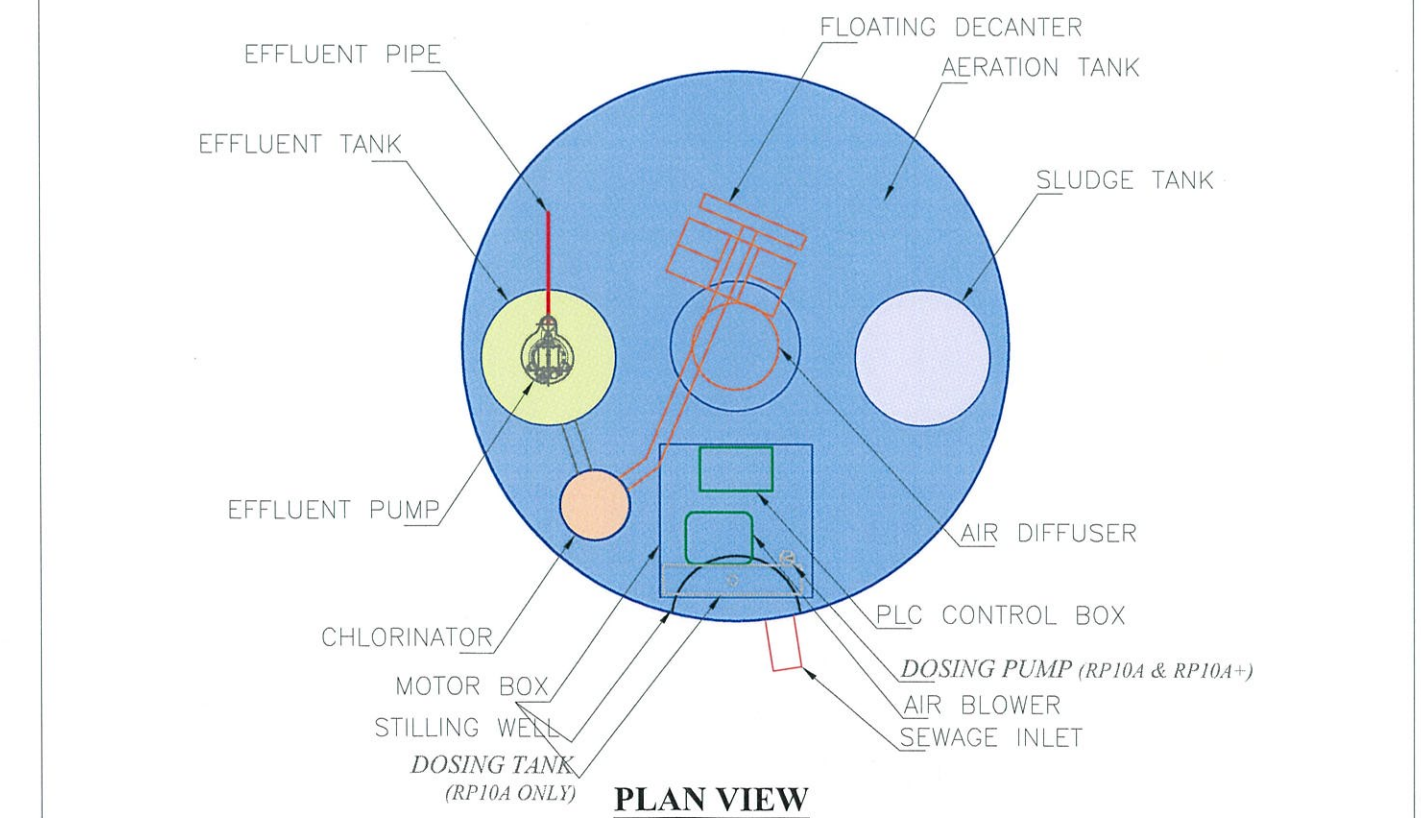 FLOATING DECANTER
EFFLUENT PIPE
AERATION TANK
EFFLUENT TANK
SLUDGE TANK
EFFLUENT PUMP
AIR DIFFUSER
PLC CONTROL BOX
CHLORINATOR
DOSING PUMP (RP10A & RP10A+)
MOTOR BOX
AIR BLOWER
STILLING WELL
SEWAGE INLET
DOSING TANK
(RP10A ONLY)
PLAN VIEW